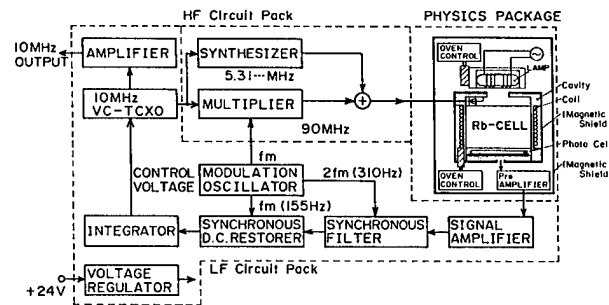 HF Circuit Pack
PHYSICS PACKAGE
10MHz
OUTPUT
AMPLIFIER
SYNTHESIZER
5.31···MHz
10MHz
VC-TCXO
MULTIPLIER
+
90MHz
OVEN
CONTROL
LAMP
Cavity
Coil
Magnetic
Shield
Rb-CELL
Photo Cel
Magnetic
Shield
OVEN
CONTROL
Pre
AMPLIFIER
fm
CONTROL
VOLTAGE
MODULATION
OSCILLATOR
2fm (310Hz)
fm (155Hz)
INTEGRATOR
SYNCHRONOUS
D.C. RESTORER
SYNCHRONOUS
FILTER
SIGNAL
AMPLIFIER
+24V
VOLTAGE
REGULATOR
LF Circuit Pack